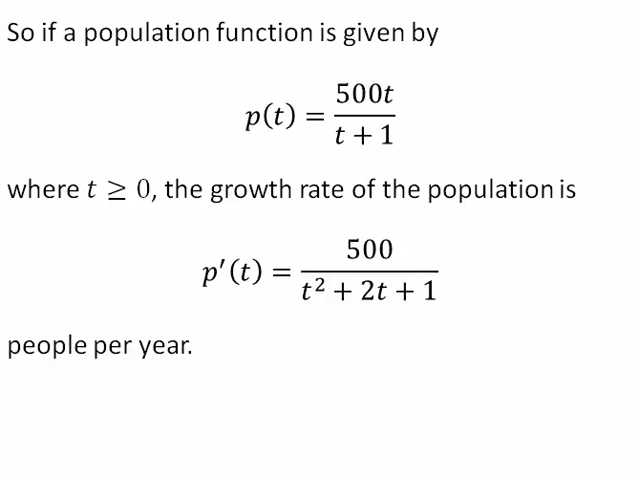 So if a population function is given by
p(t) = 500t / t + 1
where t ≥ 0, the growth rate of the population is
p′(t) = 500 / t² + 2t + 1
people per year.